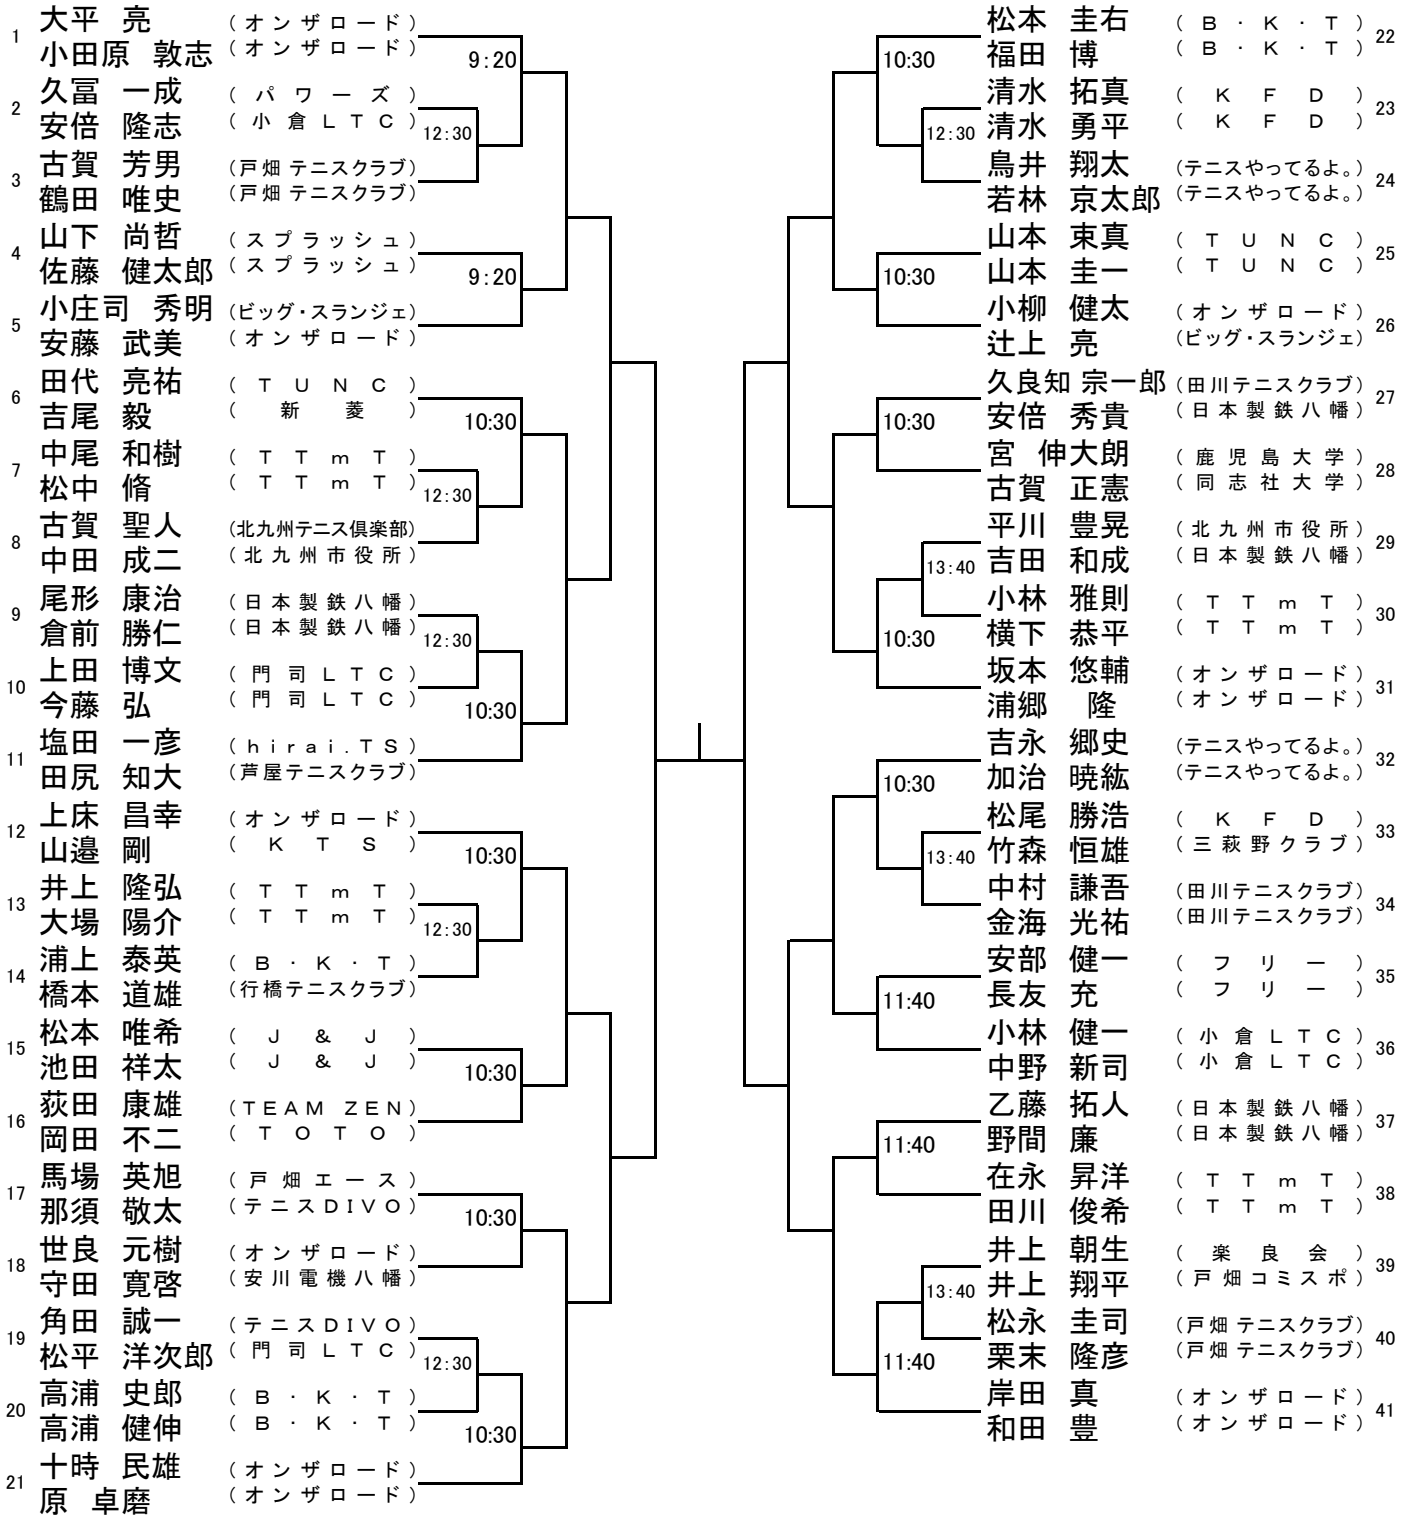 1 大平 亮 (オンザロード)
小田原 敦志 (オンザロード)
9:20
2 久冨 一成 (パワーズ)
安倍 隆志 (小倉LTC)
12:30
3 古賀 芳男 (戸畑テニスクラブ)
鶴田 唯史 (戸畑テニスクラブ)
4 山下 尚哲 (スプラッシュ)
佐藤 健太郎 (スプラッシュ)
9:20
5 小庄司 秀明 (ビッグ・スランジェ)
安藤 武美 (オンザロード)
6 田代 亮祐 (TUNC)
吉尾 毅 (新菱)
10:30
7 中尾 和樹 (TTmT)
松中 脩 (TTmT)
12:30
8 古賀 聖人 (北九州テニス倶楽部)
中田 成二 (北九州市役所)
9 尾形 康治 (日本製鉄八幡)
倉前 勝仁 (日本製鉄八幡)
12:30
10 上田 博文 (門司LTC)
今藤 弘 (門司LTC)
10:30
11 塩田 一彦 (hirai.TS)
田尻 知大 (芦屋テニスクラブ)
12 上床 昌幸 (オンザロード)
山邉 剛 (KTS)
10:30
13 井上 隆弘 (TTmT)
大場 陽介 (TTmT)
12:30
14 浦上 泰英 (B・K・T)
橋本 道雄 (行橋テニスクラブ)
15 松本 唯希 (J&J)
池田 祥太 (J&J)
10:30
16 荻田 康雄 (TEAM ZEN)
岡田 不二 (TOTO)
17 馬場 英旭 (戸畑エース)
那須 敬太 (テニスDIVO)
10:30
18 世良 元樹 (オンザロード)
守田 寛啓 (安川電機八幡)
19 角田 誠一 (テニスDIVO)
松平 洋次郎 (門司LTC)
12:30
20 高浦 史郎 (B・K・T)
高浦 健伸 (B・K・T)
10:30
21 十時 民雄 (オンザロード)
原 卓磨 (オンザロード)
松本 圭右 (B・K・T) 22
福田 博 (B・K・T)
10:30
清水 拓真 (KFD) 23
清水 勇平 (KFD)
12:30
鳥井 翔太 (テニスやってるよ。) 24
若林 京太郎 (テニスやってるよ。)
山本 束真 (TUNC) 25
山本 圭一 (TUNC)
10:30
小柳 健太 (オンザロード) 26
辻上 亮 (ビッグ・スランジェ)
久良知 宗一郎 (田川テニスクラブ) 27
安倍 秀貴 (日本製鉄八幡)
10:30
宮 伸大朗 (鹿児島大学) 28
古賀 正憲 (同志社大学)
平川 豊晃 (北九州市役所) 29
吉田 和成 (日本製鉄八幡)
13:40
小林 雅則 (TTmT) 30
横下 恭平 (TTmT)
10:30
坂本 悠輔 (オンザロード) 31
浦郷 隆 (オンザロード)
吉永 郷史 (テニスやってるよ。) 32
加治 暁紘 (テニスやってるよ。)
10:30
松尾 勝浩 (KFD) 33
竹森 恒雄 (三萩野クラブ)
13:40
中村 謙吾 (田川テニスクラブ) 34
金海 光祐 (田川テニスクラブ)
安部 健一 (フリー) 35
長友 充 (フリー)
11:40
小林 健一 (小倉LTC) 36
中野 新司 (小倉LTC)
乙藤 拓人 (日本製鉄八幡) 37
野間 廉 (日本製鉄八幡)
11:40
在永 昇洋 (TTmT) 38
田川 俊希 (TTmT)
井上 朝生 (楽良会) 39
井上 翔平 (戸畑コミスポ)
13:40
松永 圭司 (戸畑テニスクラブ) 40
栗末 隆彦 (戸畑テニスクラブ)
11:40
岸田 真 (オンザロード) 41
和田 豊 (オンザロード)